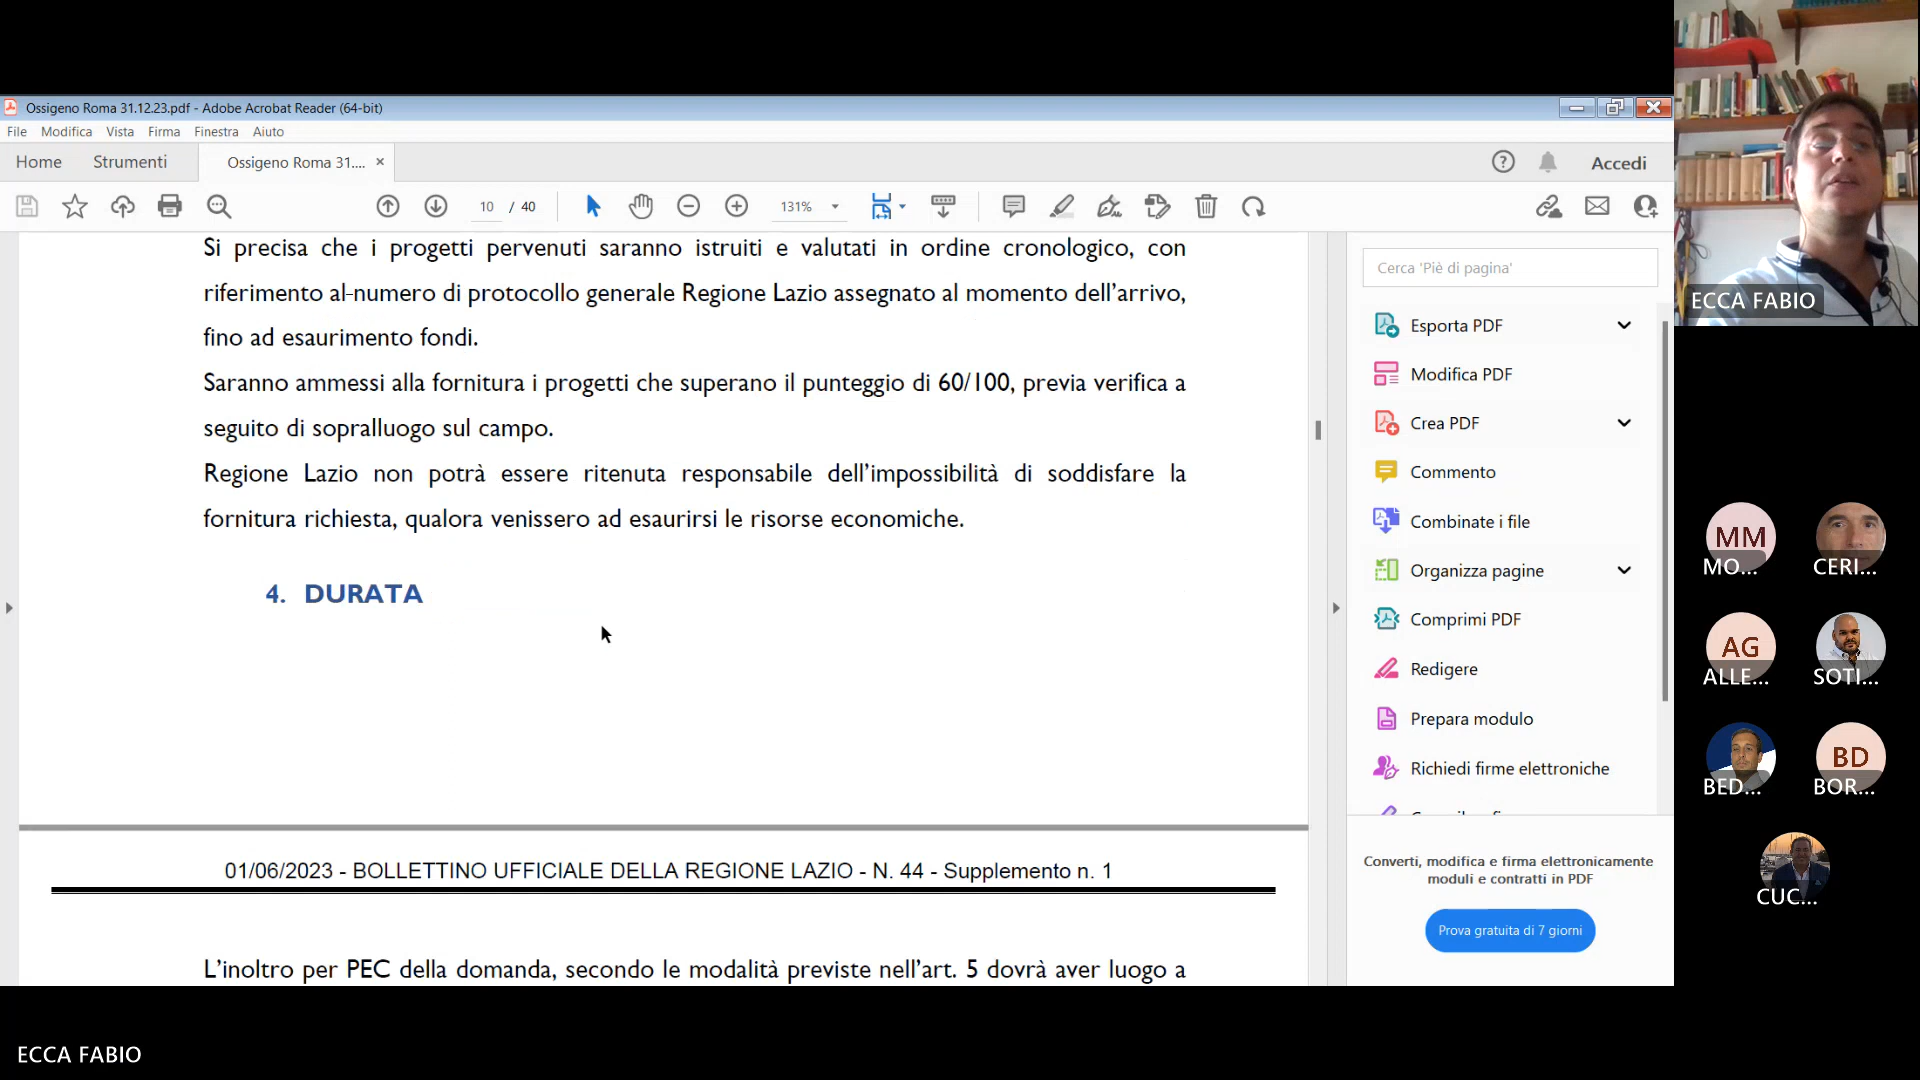 Ossigeno Roma 31.12.23.pdf - Adobe Acrobat Reader (64-bit)
File Modifica Vista Firma Finestra Aiuto
Home Strumenti Ossigeno Roma 31.... × Accedi
10 / 40 131%
Si precisa che i progetti pervenuti saranno istruiti e valutati in ordine cronologico, con
riferimento al-numero di protocollo generale Regione Lazio assegnato al momento dell'arrivo,
fino ad esaurimento fondi.
Saranno ammessi alla fornitura i progetti che superano il punteggio di 60/100, previa verifica a
seguito di sopralluogo sul campo.
Regione Lazio non potrà essere ritenuta responsabile dell'impossibilità di soddisfare la
fornitura richiesta, qualora venissero ad esaurirsi le risorse economiche.
4. DURATA
01/06/2023 - BOLLETTINO UFFICIALE DELLA REGIONE LAZIO - N. 44 - Supplemento n. 1
L'inoltro per PEC della domanda, secondo le modalità previste nell'art. 5 dovrà aver luogo a
Cerca 'Piè di pagina'
Esporta PDF
Modifica PDF
Crea PDF
Commento
Combinate i file
Organizza pagine
Comprimi PDF
Redigere
Prepara modulo
Richiedi firme elettroniche
Converti, modifica e firma elettronicamente
moduli e contratti in PDF
Prova gratuita di 7 giorni
ECCA FABIO
MM
MO...
CERI...
AG
ALLE...
SOTI...
BED...
BD
BOR...
CUC...
ECCA FABIO